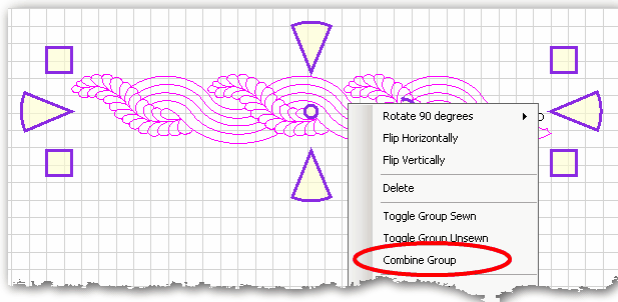 Rotate 90 degrees
Flip Horizontally
Flip Vertically
Delete
Toggle Group Sewn
Toggle Group Unsewn
Combine Group